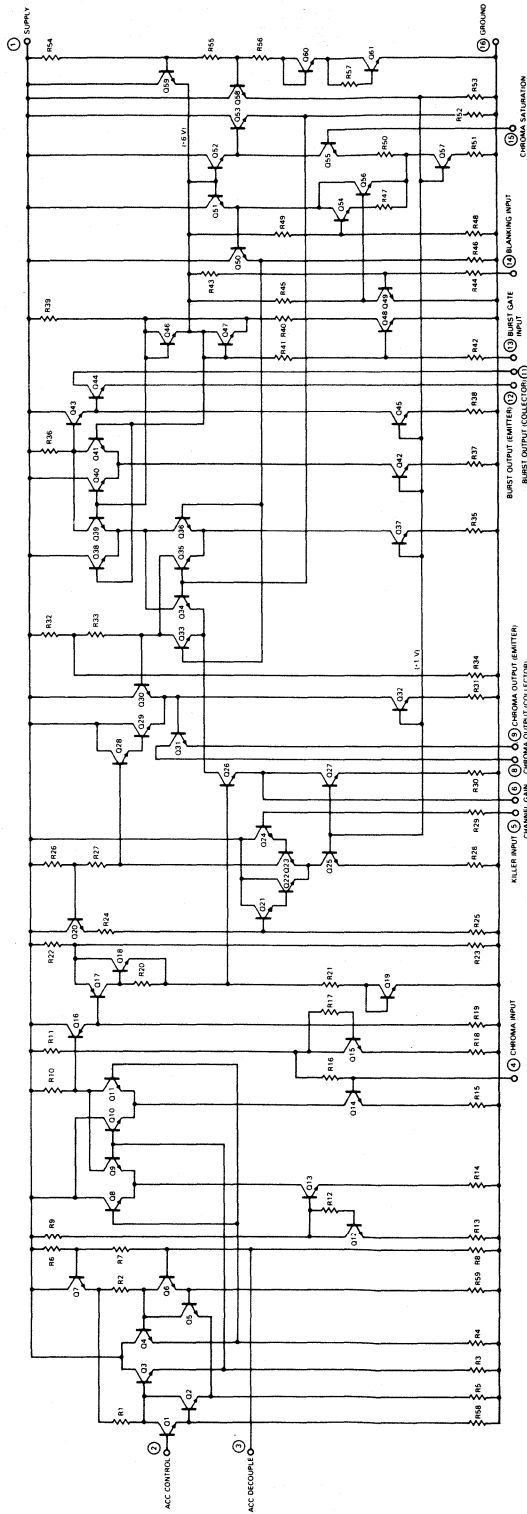 1 SUPPLY
R54
R55
R56
Q59
Q60
R57
Q61
16 GROUND
Q58
R53
Q53
R52
(~6 V)
Q52
Q51
Q55
R50
15
CHROMA SATURATION
Q57
R51
Q56
Q54
R47
R49
R48
Q50
R46
14 BLANKING INPUT
R43
R45
R44
Q49
Q48
R39
Q46
Q47
R40
R41
R42
13 BURST GATE
INPUT
Q44
Q43
11
12
BURST OUTPUT (EMITTER)
BURST OUTPUT (COLLECTOR)
R36
Q41
Q40
Q45
R38
Q42
R37
Q39
Q38
Q36
Q35
Q37
R35
Q34
Q33
R32
R33
R34
Q30
R31
(~1 V)
Q29
Q28
Q31
Q32
9 CHROMA OUTPUT (EMITTER)
8 CHROMA OUTPUT (COLLECTOR)
Q26
Q27
R30
6
CHANNEL GAIN
R26
R27
Q24
Q23
Q22
Q21
Q25
R29
R28
KILLER INPUT 5
Q20
R24
R25
R22
R23
Q18
Q17
R20
R21
Q19
Q16
R19
R11
R17
R16
Q15
R18
Q14
R15
4 CHROMA INPUT
R10
Q11
Q10
Q9
Q8
Q13
R14
R12
Q12
R13
R9
R6
R7
R8
Q7
R2
Q6
Q5
R59
Q4
Q3
R4
R3
R1
Q2
Q1
R5
R58
2
ACC CONTROL
3
ACC DECOUPLE